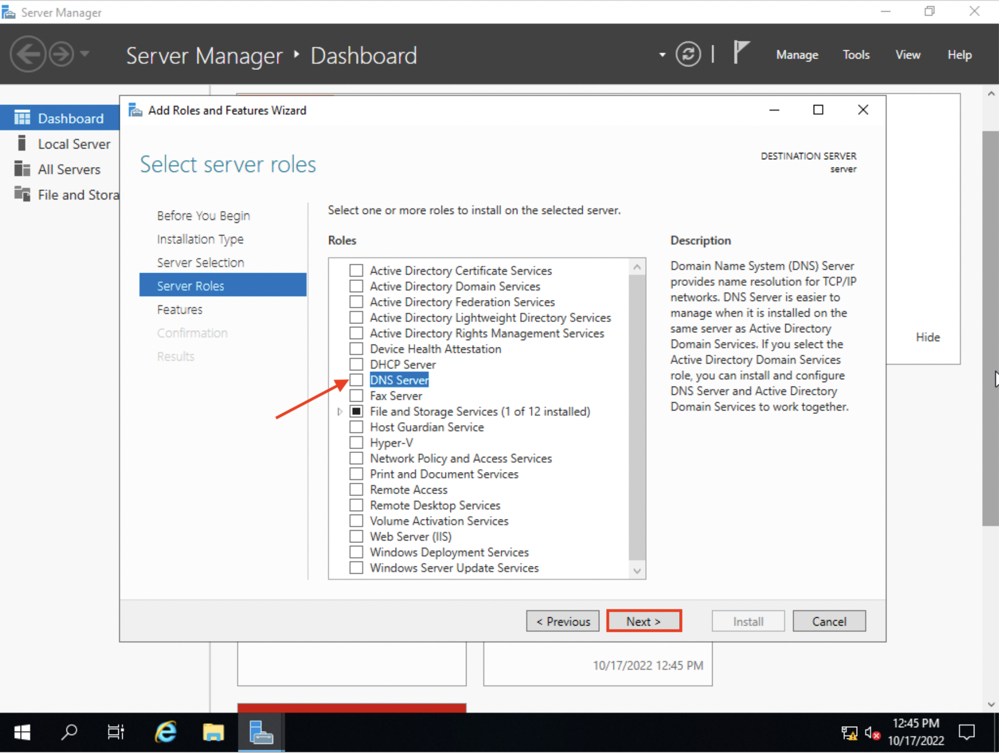 Server Manager
Server Manager ‣ Dashboard
Manage
Tools
View
Help
Dashboard
Local Server
All Servers
File and Stora
Add Roles and Features Wizard
Select server roles
DESTINATION SERVER
server
Before You Begin
Installation Type
Server Selection
Server Roles
Features
Confirmation
Results
Select one or more roles to install on the selected server.
Roles
Active Directory Certificate Services
Active Directory Domain Services
Active Directory Federation Services
Active Directory Lightweight Directory Services
Active Directory Rights Management Services
Device Health Attestation
DHCP Server
DNS Server
Fax Server
File and Storage Services (1 of 12 installed)
Host Guardian Service
Hyper-V
Network Policy and Access Services
Print and Document Services
Remote Access
Remote Desktop Services
Volume Activation Services
Web Server (IIS)
Windows Deployment Services
Windows Server Update Services
Description
Domain Name System (DNS) Server
provides name resolution for TCP/IP
networks. DNS Server is easier to
manage when it is installed on the
same server as Active Directory
Domain Services. If you select the
Active Directory Domain Services
role, you can install and configure
DNS Server and Active Directory
Domain Services to work together.
Hide
< Previous
Next >
Install
Cancel
10/17/2022 12:45 PM
12:45 PM
10/17/2022